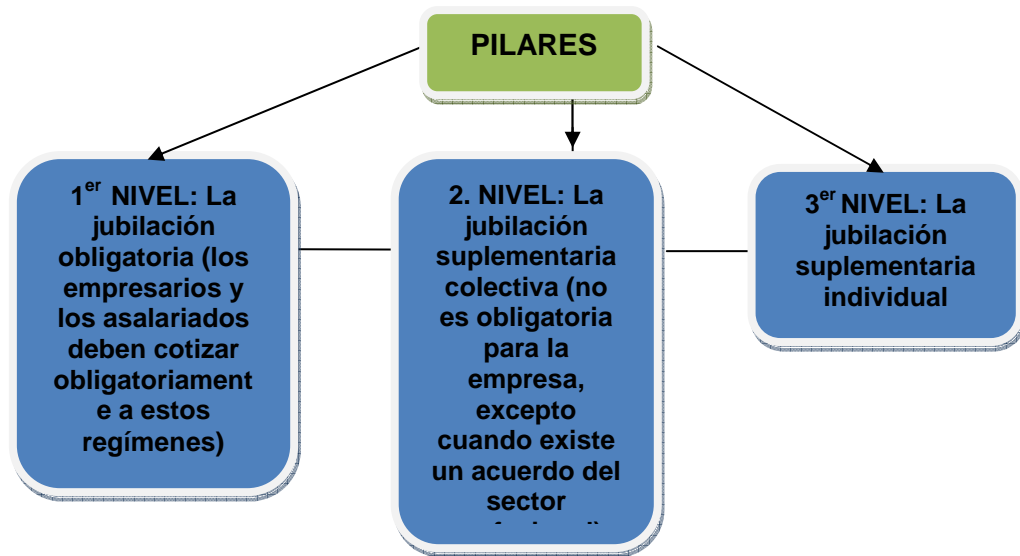 PILARES
1er NIVEL: La
jubilación
obligatoria (los
empresarios y
los asalariados
deben cotizar
obligatoriament
e a estos
regímenes)
2. NIVEL: La
jubilación
suplementaria
colectiva (no
es obligatoria
para la
empresa,
excepto
cuando existe
un acuerdo del
sector
3er NIVEL: La
jubilación
suplementaria
individual